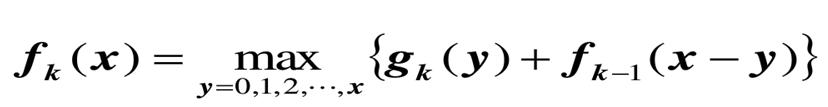 f_k(x) = max_{y=0,1,2,⋯,x} {g_k(y) + f_{k−1}(x − y)}